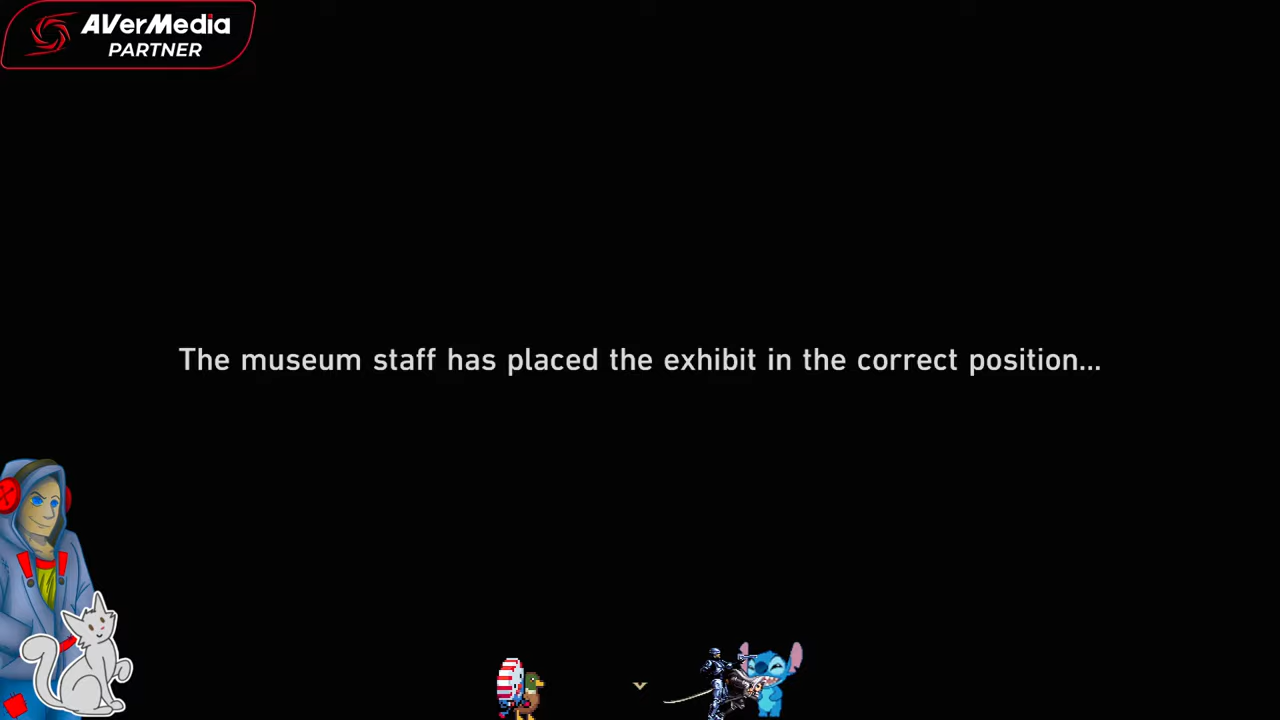 AVerMedia
PARTNER
The museum staff has placed the exhibit in the correct position...